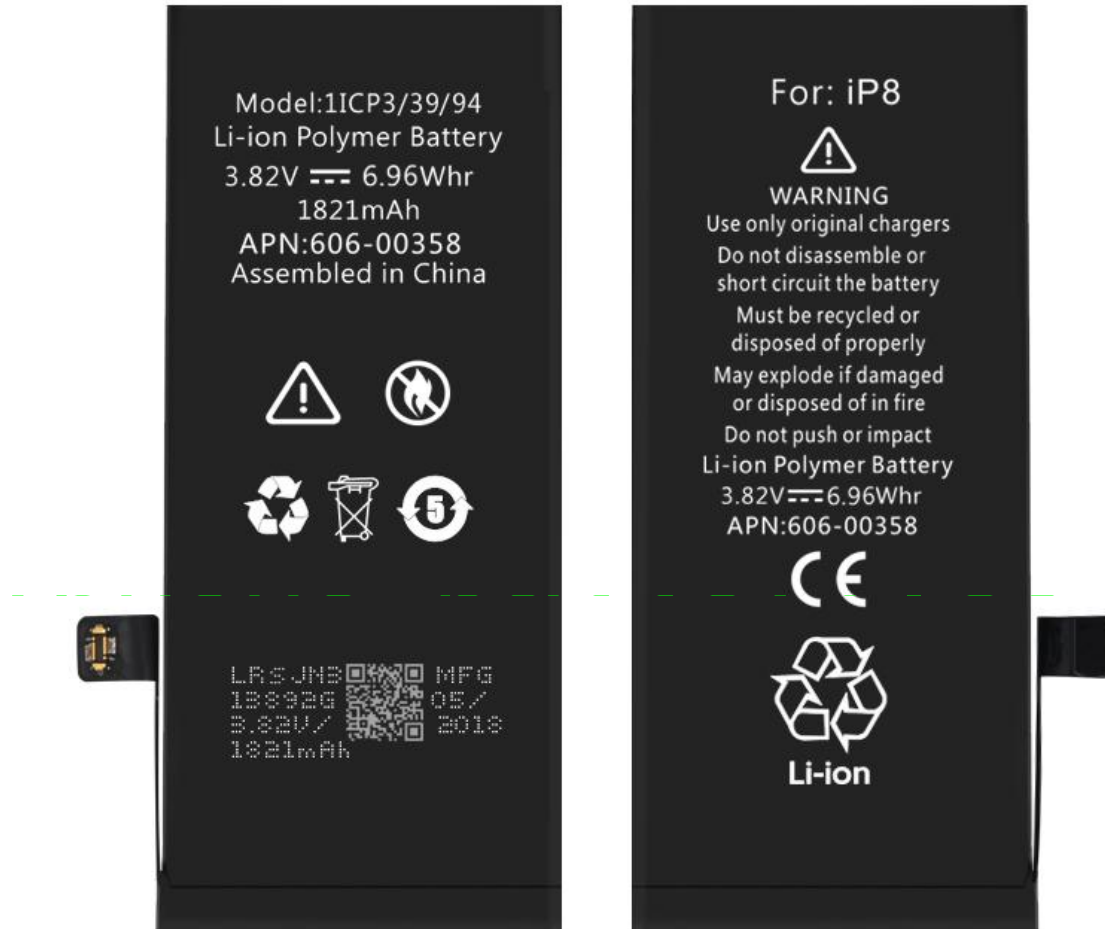 Model:1ICP3/39/94
Li-ion Polymer Battery
3.82V 6.96Whr
1821mAh
APN:606-00358
Assembled in China
5
LRSJN3 MFG
13892G 05/
3.82V/ 2018
1821mAh
For: iP8
WARNING
Use only original chargers
Do not disassemble or
short circuit the battery
Must be recycled or
disposed of properly
May explode if damaged
or disposed of in fire
Do not push or impact
Li-ion Polymer Battery
3.82V 6.96Whr
APN:606-00358
CE
Li-ion